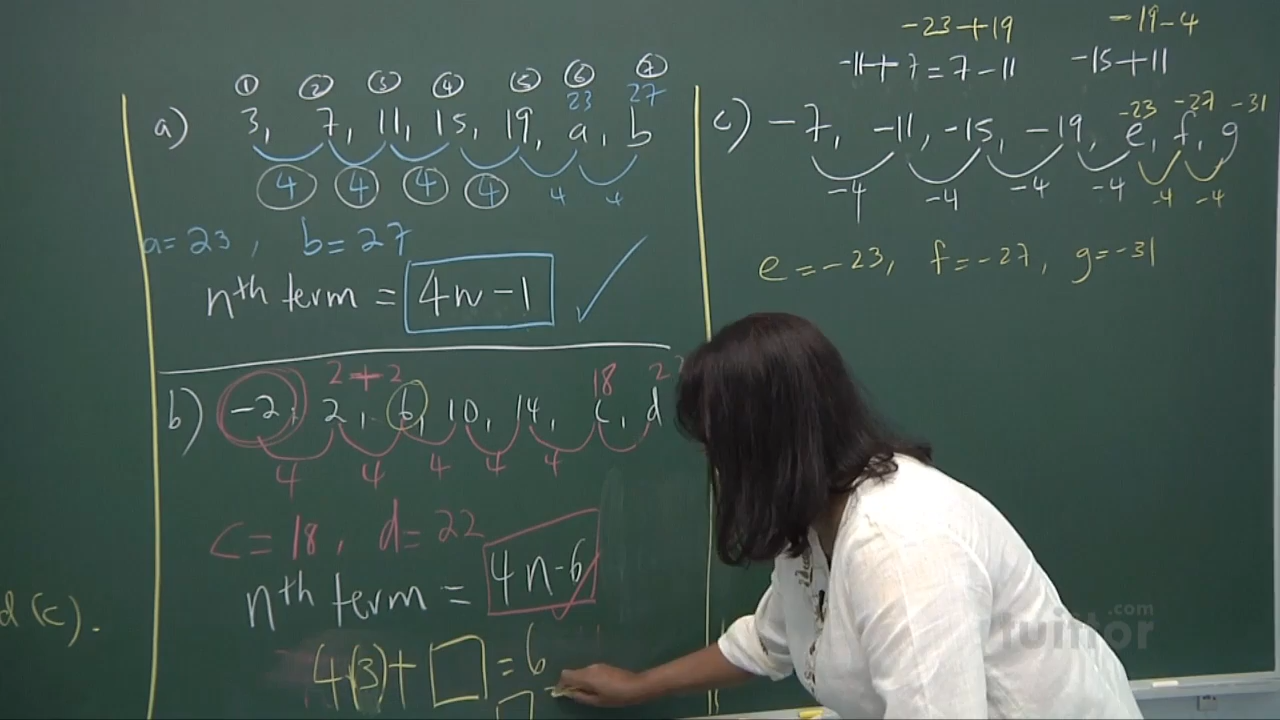 ① ② ③ ④ ⑤ ⑥ ⑦
23 27
a) 3, 7, 11, 15, 19, a, b
4 4 4 4 4 4
a = 23, b = 27
nth term = 4n - 1
2 + 2 18 22
b) -2, 2, 6, 10, 14, c, d
4 4 4 4 4
c = 18, d = 22
nth term = 4n - 6
4(3) + □ = 6
-23 + 19 -19 - 4
-11 + 7 = 7 - 11 -15 + 11
-23 -27 -31
c) -7, -11, -15, -19, e, f, g
-4 -4 -4 -4 -4 -4
e = -23, f = -27, g = -31
d (c).
tuittor.com